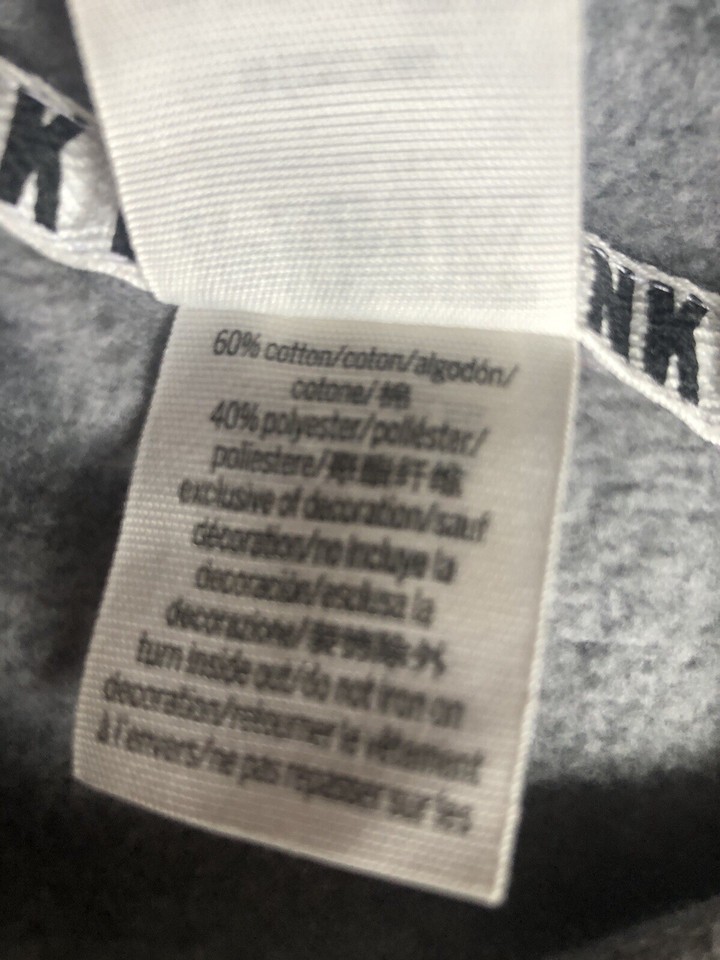 K
NK
60% cotton/coton/algodón/
cotone/棉
40% polyester/poliéster/
poliestere/聚酯纤维
exclusive of decoration/sauf
décoration/no incluye la
decoración/esclusa la
decorazione/装饰除外
turn inside out/do not iron on
decoration/retourner le vêtement
à l'envers/ne pas repasser sur les